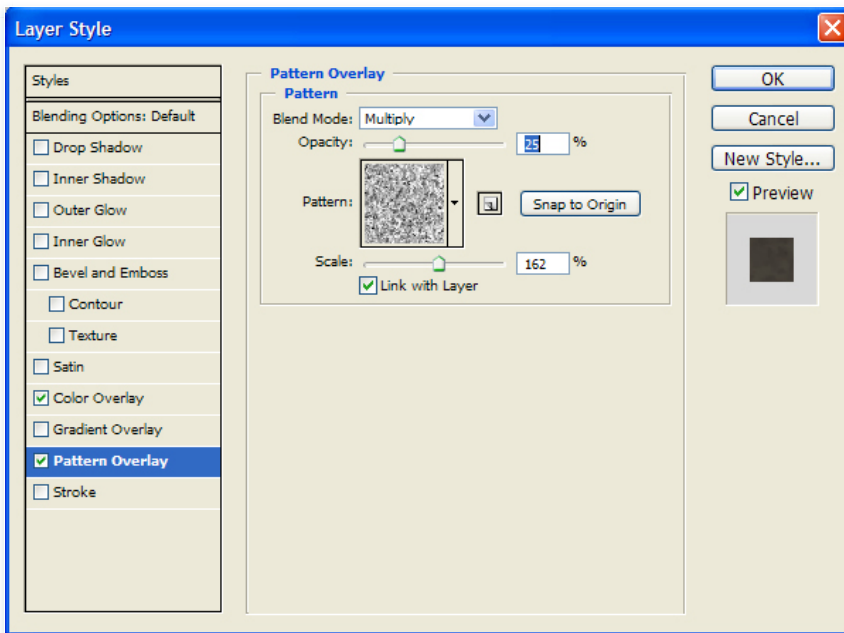 Layer Style
Styles
Blending Options: Default
Drop Shadow
Inner Shadow
Outer Glow
Inner Glow
Bevel and Emboss
Contour
Texture
Satin
Color Overlay
Gradient Overlay
Pattern Overlay
Stroke
Pattern Overlay
Pattern
Blend Mode: Multiply
Opacity: 25 %
Pattern:
Snap to Origin
Scale: 162 %
Link with Layer
OK
Cancel
New Style...
Preview